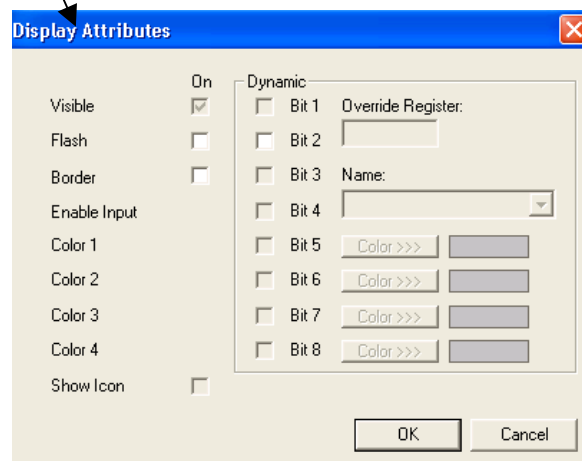 Display Attributes
On Dynamic
Visible Bit 1 Override Register:
Flash Bit 2
Border Bit 3 Name:
Enable Input Bit 4
Color 1 Bit 5 Color >>>
Color 2 Bit 6 Color >>>
Color 3 Bit 7 Color >>>
Color 4 Bit 8 Color >>>
Show Icon
OK Cancel